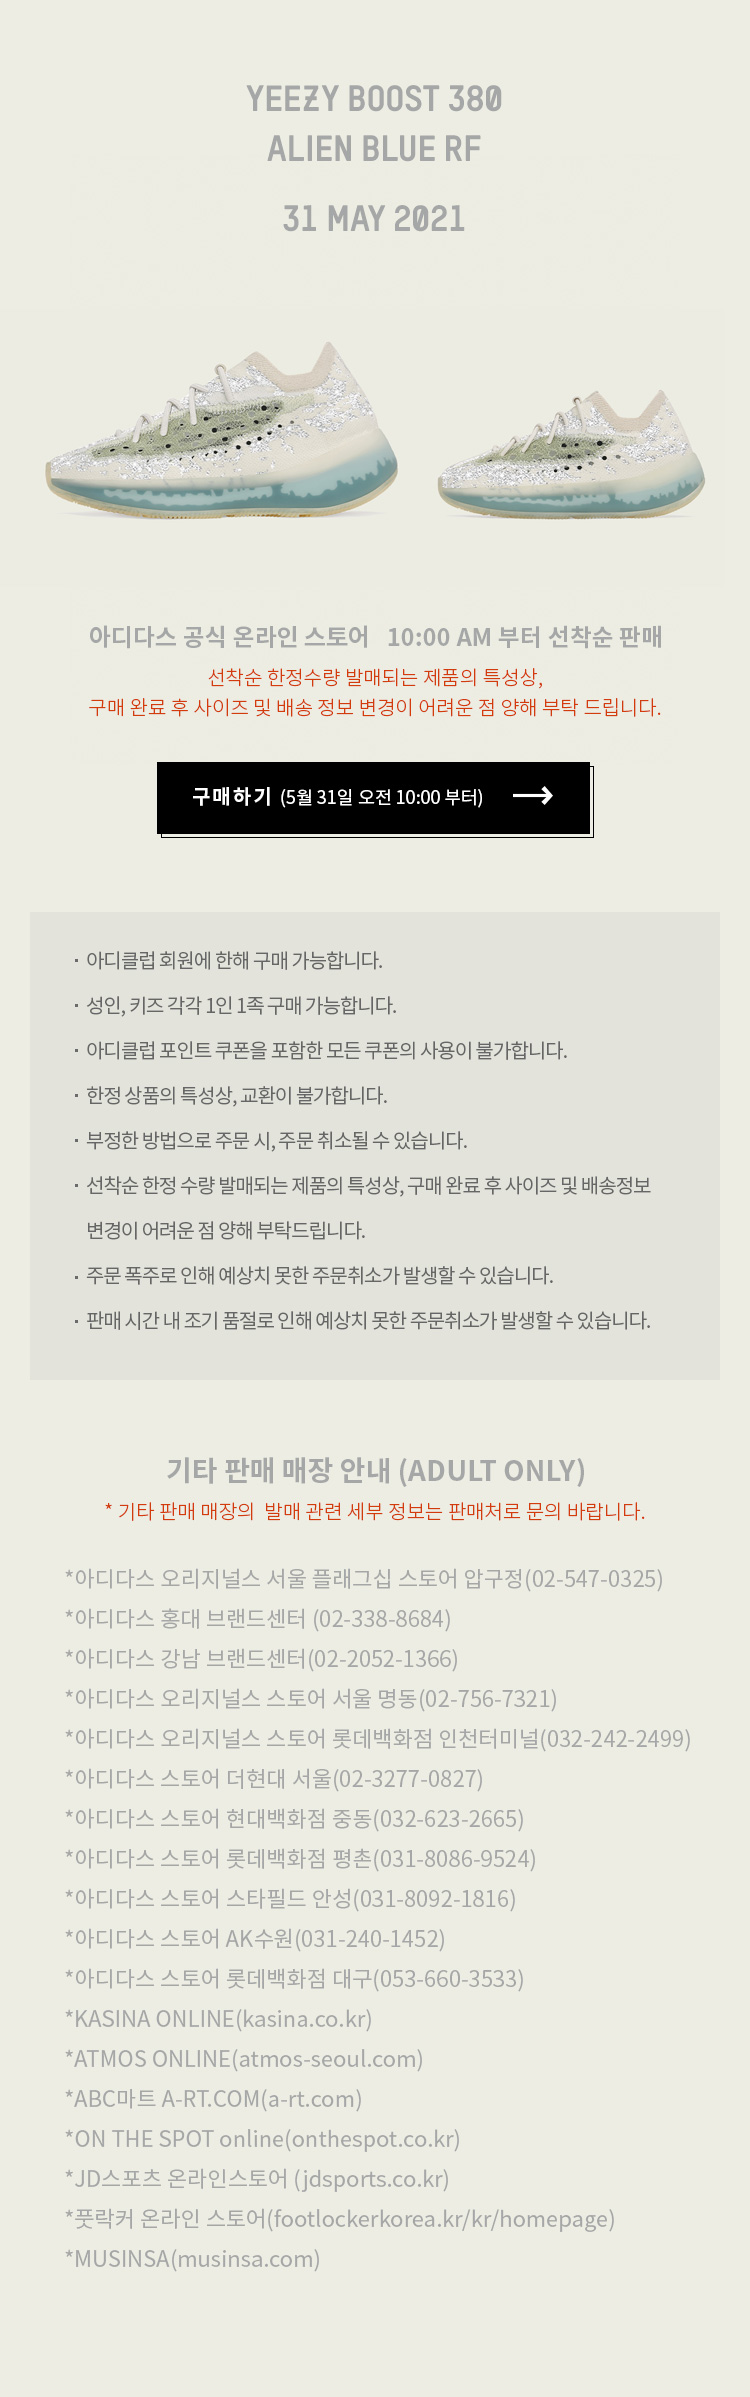 YEEZY BOOST 380
ALIEN BLUE RF
31 MAY 2021
아디다스 공식 온라인 스토어 10:00 AM 부터 선착순 판매
선착순 한정수량 발매되는 제품의 특성상,
구매 완료 후 사이즈 및 배송 정보 변경이 어려운 점 양해 부탁 드립니다.
구매하기 (5월 31일 오전 10:00 부터) →
· 아디클럽 회원에 한해 구매 가능합니다.
· 성인, 키즈 각각 1인 1족 구매 가능합니다.
· 아디클럽 포인트 쿠폰을 포함한 모든 쿠폰의 사용이 불가합니다.
· 한정 상품의 특성상, 교환이 불가합니다.
· 부정한 방법으로 주문 시, 주문 취소될 수 있습니다.
· 선착순 한정 수량 발매되는 제품의 특성상, 구매 완료 후 사이즈 및 배송정보
변경이 어려운 점 양해 부탁드립니다.
· 주문 폭주로 인해 예상치 못한 주문취소가 발생할 수 있습니다.
· 판매 시간 내 조기 품절로 인해 예상치 못한 주문취소가 발생할 수 있습니다.
기타 판매 매장 안내 (ADULT ONLY)
* 기타 판매 매장의 발매 관련 세부 정보는 판매처로 문의 바랍니다.
*아디다스 오리지널스 서울 플래그십 스토어 압구정(02-547-0325)
*아디다스 홍대 브랜드센터 (02-338-8684)
*아디다스 강남 브랜드센터(02-2052-1366)
*아디다스 오리지널스 스토어 서울 명동(02-756-7321)
*아디다스 오리지널스 스토어 롯데백화점 인천터미널(032-242-2499)
*아디다스 스토어 더현대 서울(02-3277-0827)
*아디다스 스토어 현대백화점 중동(032-623-2665)
*아디다스 스토어 롯데백화점 평촌(031-8086-9524)
*아디다스 스토어 스타필드 안성(031-8092-1816)
*아디다스 스토어 AK수원(031-240-1452)
*아디다스 스토어 롯데백화점 대구(053-660-3533)
*KASINA ONLINE(kasina.co.kr)
*ATMOS ONLINE(atmos-seoul.com)
*ABC마트 A-RT.COM(a-rt.com)
*ON THE SPOT online(onthespot.co.kr)
*JD스포츠 온라인스토어 (jdsports.co.kr)
*풋락커 온라인 스토어(footlockerkorea.kr/kr/homepage)
*MUSINSA(musinsa.com)